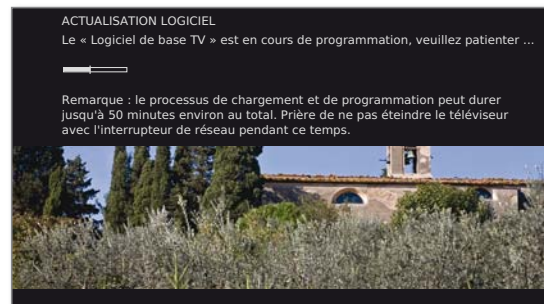 ACTUALISATION LOGICIEL
Le « Logiciel de base TV » est en cours de programmation, veuillez patienter ...
Remarque : le processus de chargement et de programmation peut durer
jusqu'à 50 minutes environ au total. Prière de ne pas éteindre le téléviseur
avec l'interrupteur de réseau pendant ce temps.